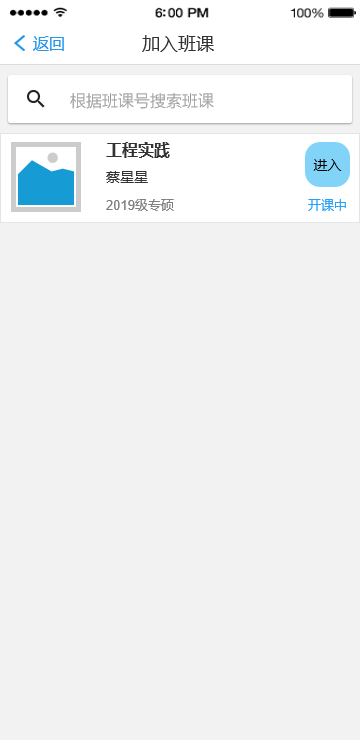 6:00 PM 100%
返回 加入班课
根据班课号搜索班课
工程实践
蔡星星 进入
2019级专硕 开课中